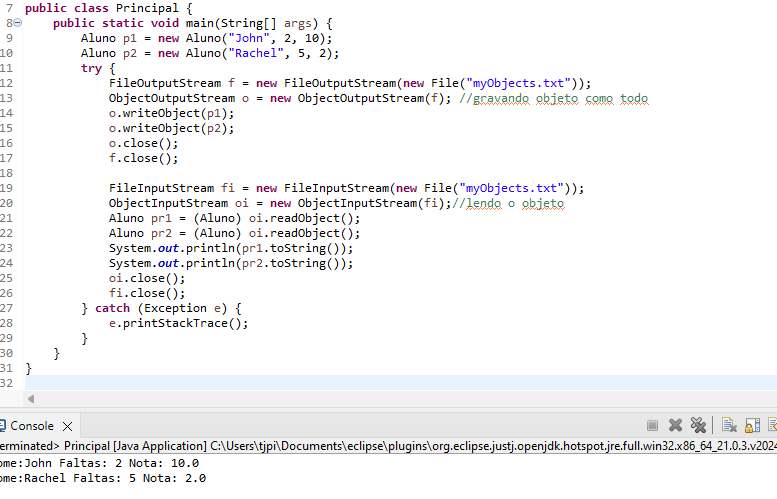 7 public class Principal {
8 public static void main(String[] args) {
9 Aluno p1 = new Aluno("John", 2, 10);
10 Aluno p2 = new Aluno("Rachel", 5, 2);
11 try {
12 FileOutputStream f = new FileOutputStream(new File("myObjects.txt"));
13 ObjectOutputStream o = new ObjectOutputStream(f); //gravando objeto como todo
14 o.writeObject(p1);
15 o.writeObject(p2);
16 o.close();
17 f.close();
18
19 FileInputStream fi = new FileInputStream(new File("myObjects.txt"));
20 ObjectInputStream oi = new ObjectInputStream(fi);//lendo o objeto
21 Aluno pr1 = (Aluno) oi.readObject();
22 Aluno pr2 = (Aluno) oi.readObject();
23 System.out.println(pr1.toString());
24 System.out.println(pr2.toString());
25 oi.close();
26 fi.close();
27 } catch (Exception e) {
28 e.printStackTrace();
29 }
30 }
31 }
32
Console
erminated> Principal [Java Application] C:\Users\tjpi\Documents\eclipse\plugins\org.eclipse.justj.openjdk.hotspot.jre.full.win32.x86_64_21.0.3.v2024
ome:John Faltas: 2 Nota: 10.0
ome:Rachel Faltas: 5 Nota: 2.0